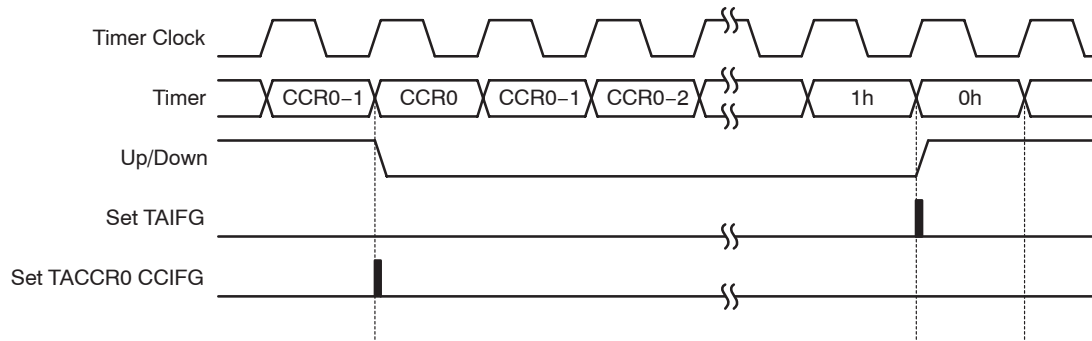 Timer Clock
Timer CCR0−1 CCR0 CCR0−1 CCR0−2 1h 0h
Up/Down
Set TAIFG
Set TACCR0 CCIFG